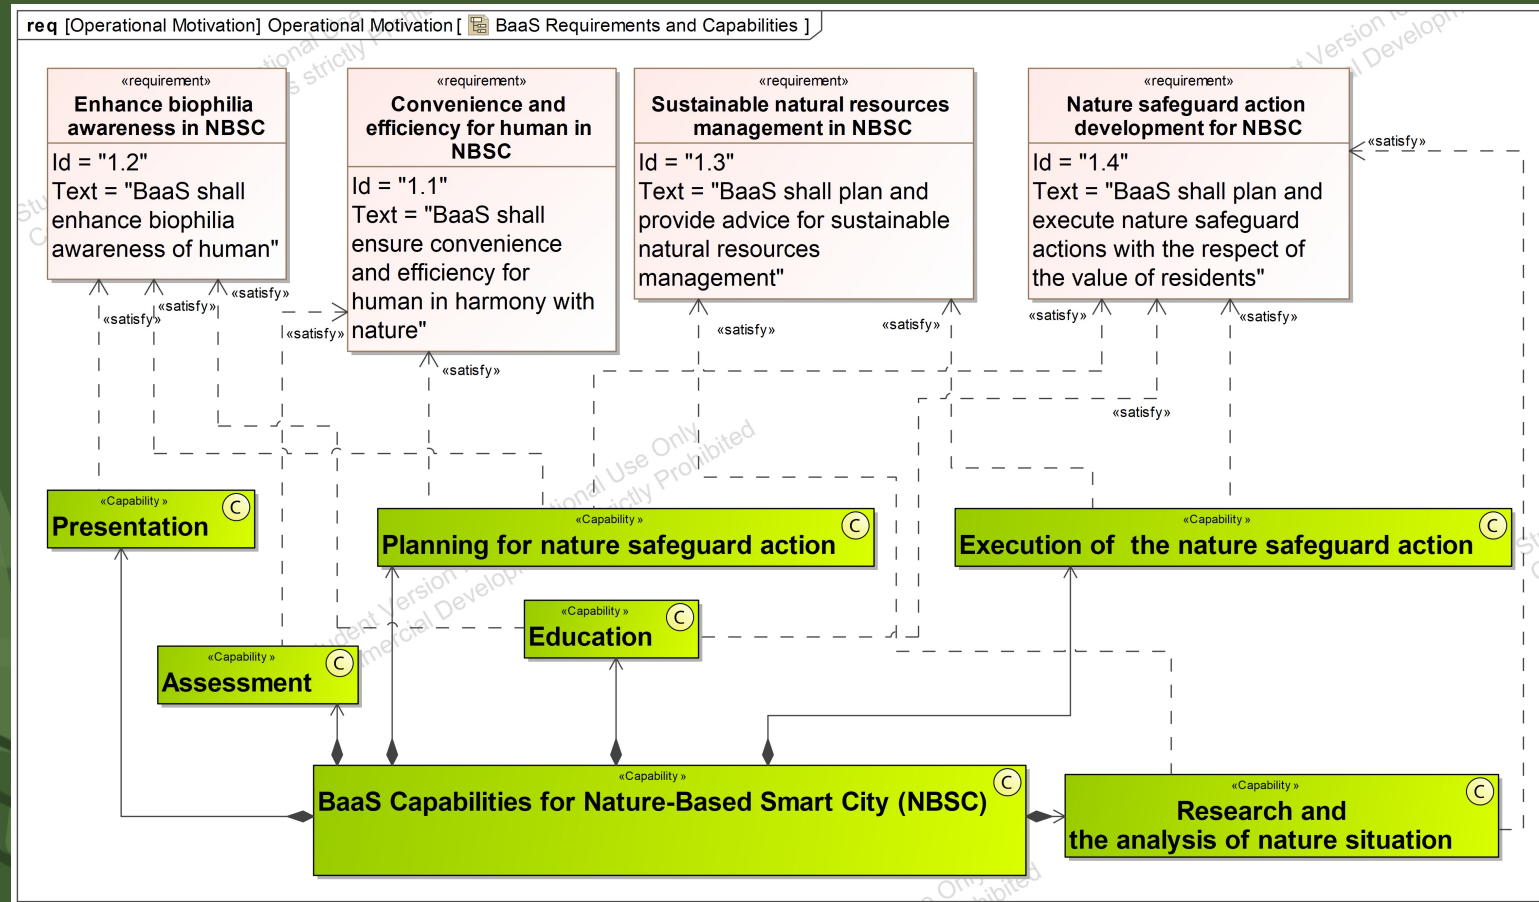 req [Operational Motivation] Operational Motivation [ BaaS Requirements and Capabilities ]
«requirement»
Enhance biophilia
awareness in NBSC
Id = "1.2"
Text = "BaaS shall
enhance biophilia
awareness of human"
«requirement»
Convenience and
efficiency for human in
NBSC
Id = "1.1"
Text = "BaaS shall
ensure convenience
and efficiency for
human in harmony with
nature"
«requirement»
Sustainable natural resources
management in NBSC
Id = "1.3"
Text = "BaaS shall plan and
provide advice for sustainable
natural resources
management"
«requirement»
Nature safeguard action
development for NBSC
Id = "1.4"
Text = "BaaS shall plan and
execute nature safeguard
actions with the respect of
the value of residents"
«satisfy»
«satisfy»
«satisfy»
«satisfy»
«satisfy»
«satisfy»
«satisfy»
«satisfy»
«satisfy»
«satisfy»
«satisfy»
«Capability »
C
Presentation
«Capability »
C
Planning for nature safeguard action
«Capability »
C
Execution of  the nature safeguard action
«Capability »
C
Education
«Capability »
C
Assessment
«Capability »
C
BaaS Capabilities for Nature-Based Smart City (NBSC)
«Capability »
C
Research and
the analysis of nature situation